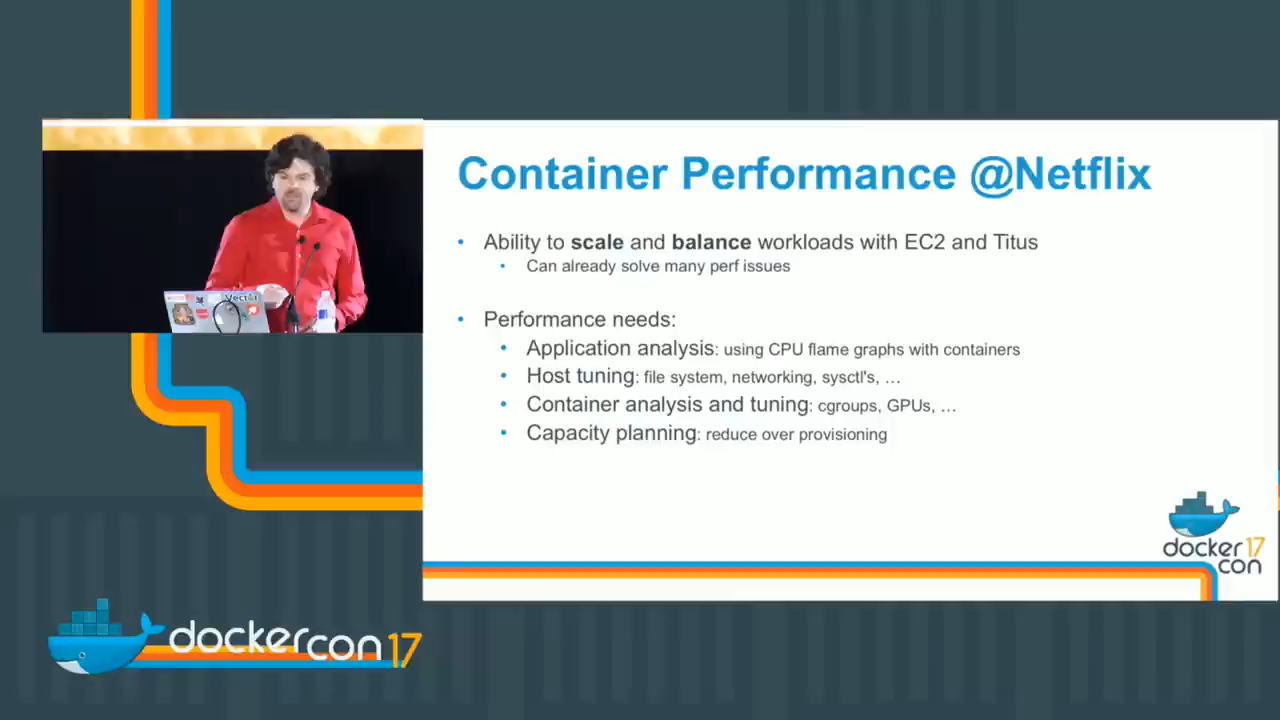 Container Performance @Netflix
• Ability to scale and balance workloads with EC2 and Titus
• Can already solve many perf issues
• Performance needs:
• Application analysis: using CPU flame graphs with containers
• Host tuning: file system, networking, sysctl's, …
• Container analysis and tuning: cgroups, GPUs, …
• Capacity planning: reduce over provisioning
Vector
docker 17
con
dockercon 17